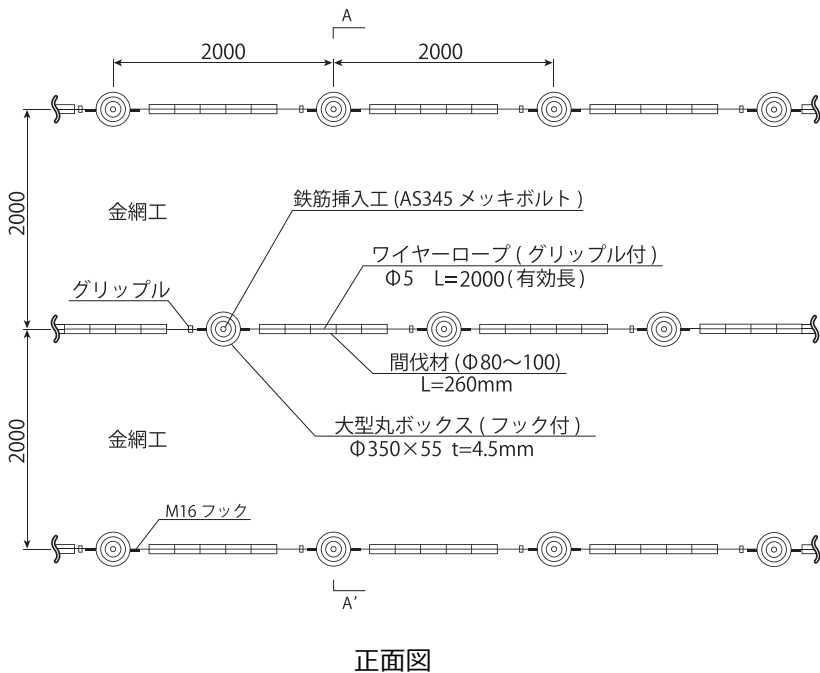 A
2000
2000
2000
金網工
鉄筋挿入工 (AS345 メッキボルト )
ワイヤーロープ ( グリップル付 )
Φ5 L=2000 ( 有効長 )
グリップル
間伐材 (Φ80～100)
L=260mm
2000
金網工
大型丸ボックス ( フック付 )
Φ350×55 t=4.5mm
M16 フック
A’
正面図